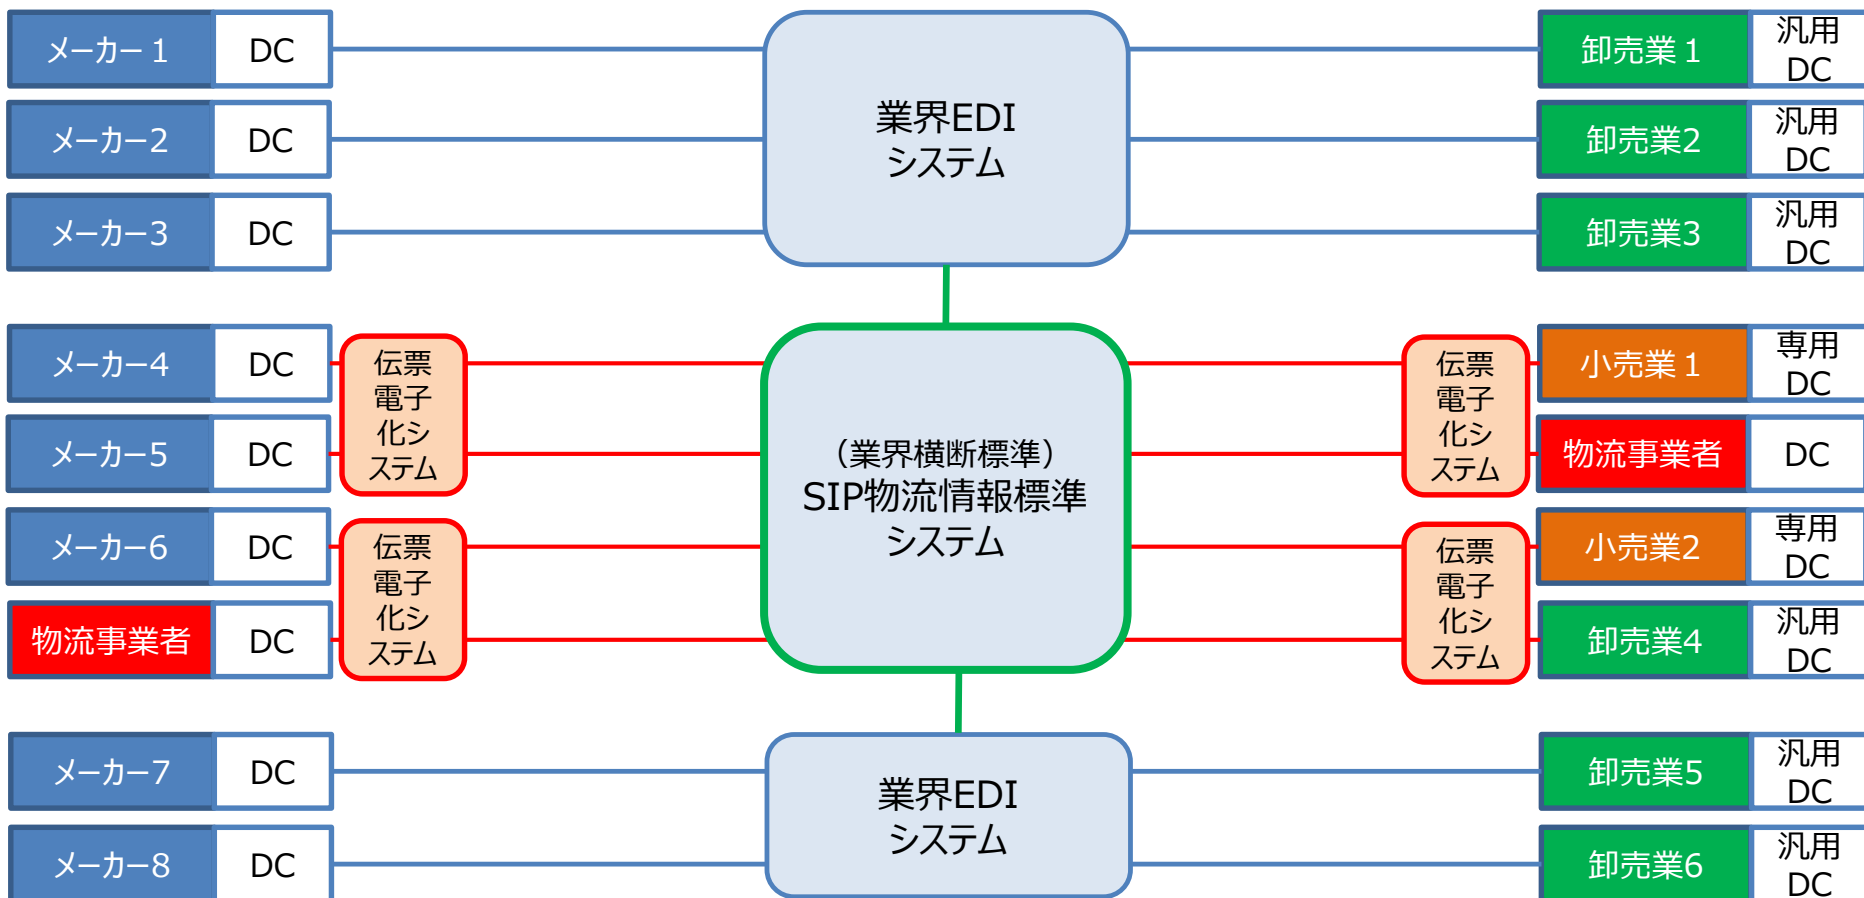 メーカー１ DC
メーカー2 DC
メーカー3 DC
業界EDI
システム
卸売業１ 汎用
DC
卸売業2 汎用
DC
卸売業3 汎用
DC
メーカー4 DC
メーカー5 DC
伝票
電子
化シ
ステム
メーカー6 DC
物流事業者 DC
伝票
電子
化シ
ステム
（業界横断標準）
SIP物流情報標準
システム
伝票
電子
化シ
ステム
小売業１ 専用
DC
物流事業者 DC
伝票
電子
化シ
ステム
小売業2 専用
DC
卸売業4 汎用
DC
メーカー7 DC
メーカー8 DC
業界EDI
システム
卸売業5 汎用
DC
卸売業6 汎用
DC